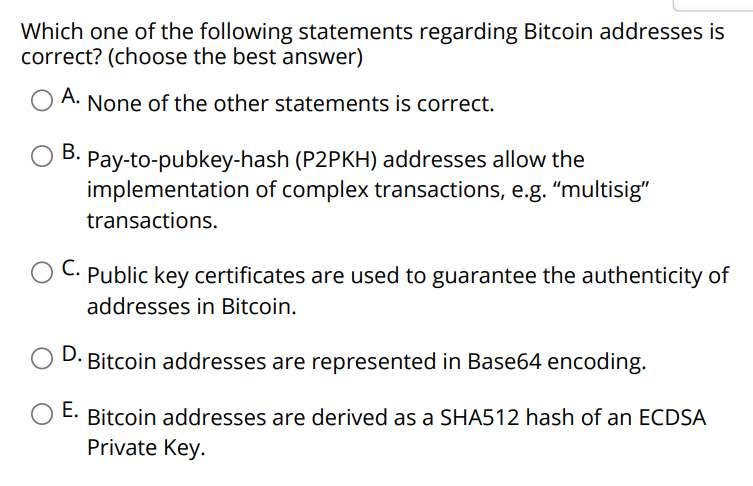 Which one of the following statements regarding Bitcoin addresses is
correct? (choose the best answer)
A. None of the other statements is correct.
B. Pay-to-pubkey-hash (P2PKH) addresses allow the
implementation of complex transactions, e.g. “multisig”
transactions.
C. Public key certificates are used to guarantee the authenticity of
addresses in Bitcoin.
D. Bitcoin addresses are represented in Base64 encoding.
E. Bitcoin addresses are derived as a SHA512 hash of an ECDSA
Private Key.